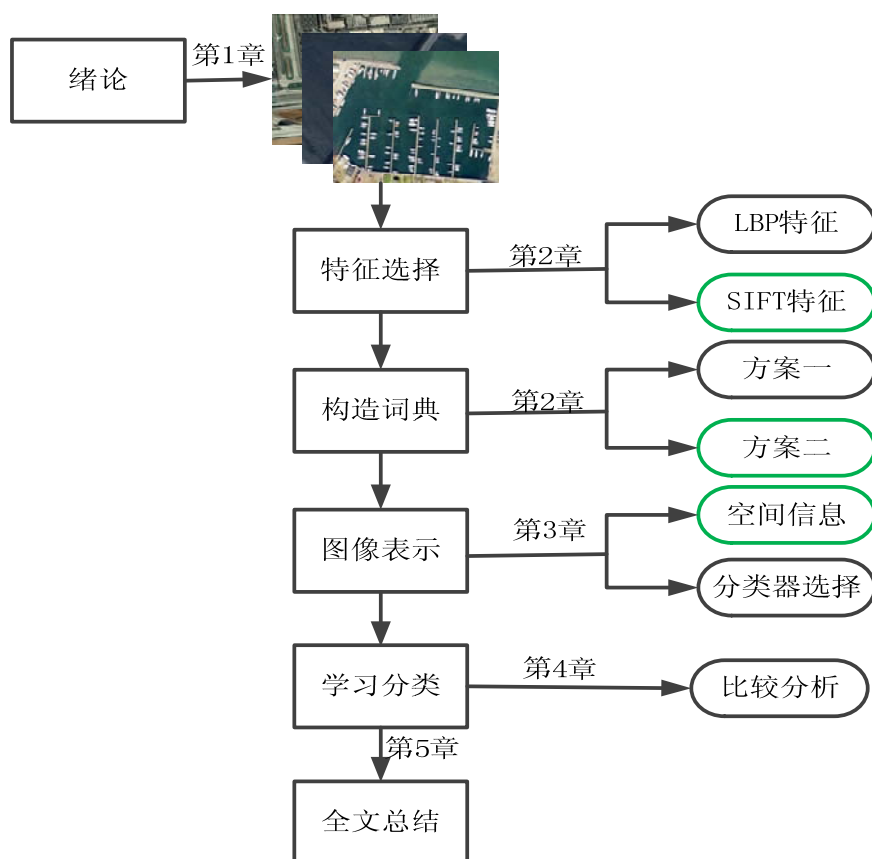 绪论
第1章
特征选择
第2章
LBP特征
SIFT特征
构造词典
第2章
方案一
方案二
图像表示
第3章
空间信息
分类器选择
学习分类
第4章
比较分析
第5章
全文总结